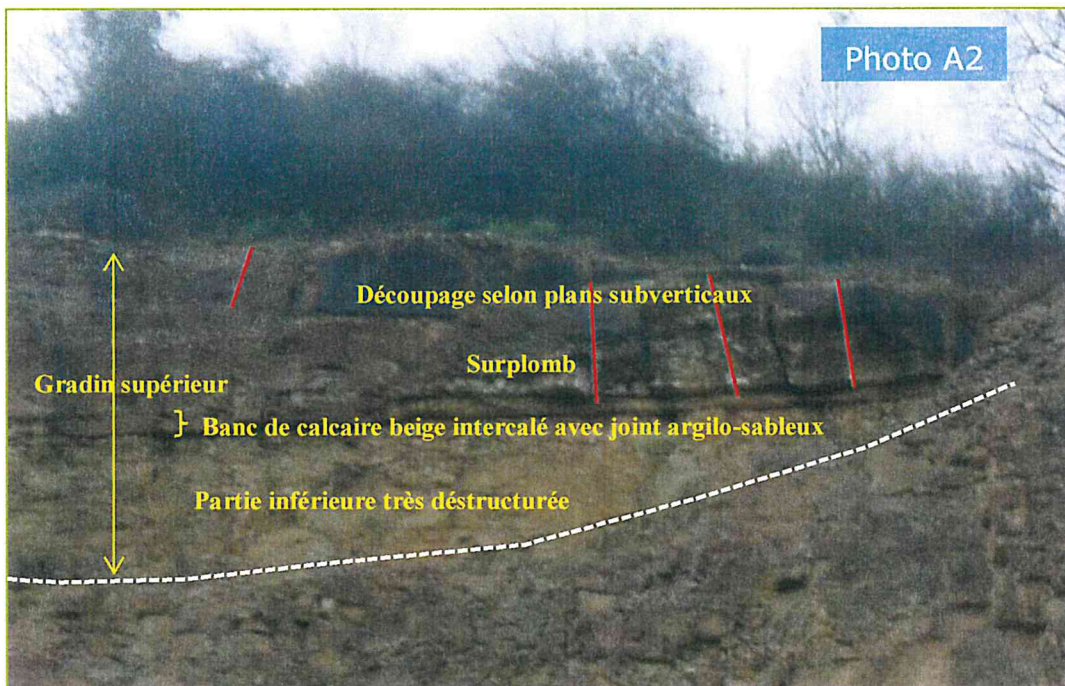 Photo A2
Découpage selon plans subverticaux
Surplomb
Gradin supérieur
} Banc de calcaire beige intercalé avec joint argilo-sableux
Partie inférieure très déstructurée